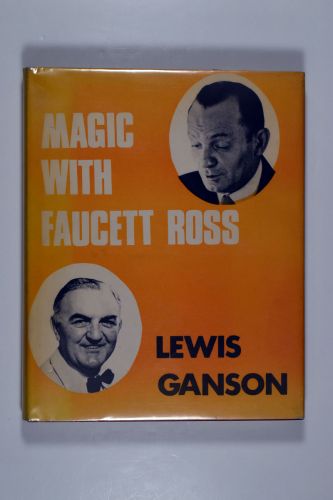 MAGIC
WITH
FAUCETT ROSS
LEWIS
GANSON